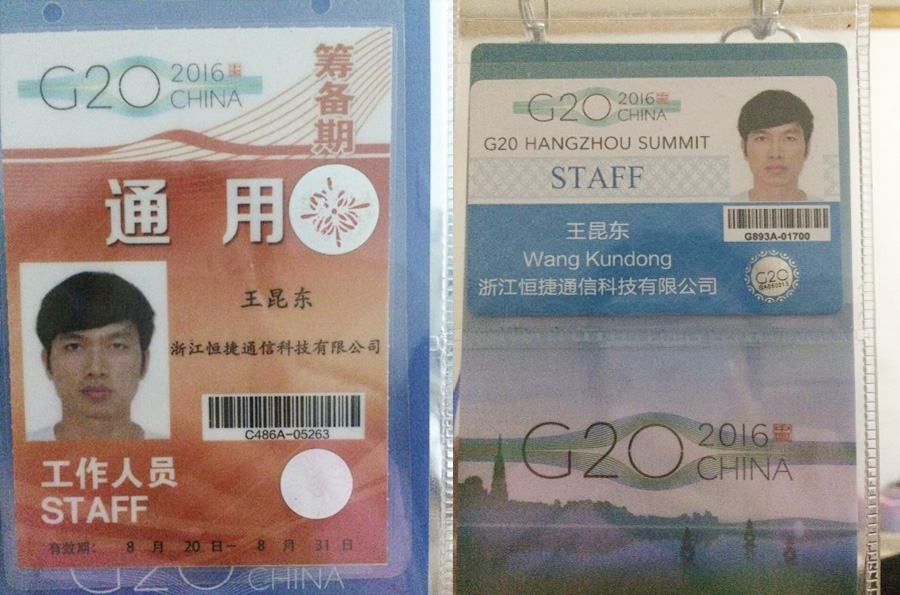 G20 2016 CHINA
筹备期
通用
王昆东
浙江恒捷通信科技有限公司
C486A-05263
工作人员
STAFF
有效期： 8 月 20 日— 8 月 31 日
G20 CHINA
G20 2016 CHINA
G20 HANGZHOU SUMMIT
STAFF
G893A-01700
王昆东
Wang Kundong
浙江恒捷通信科技有限公司
G20
G20 2016 CHINA